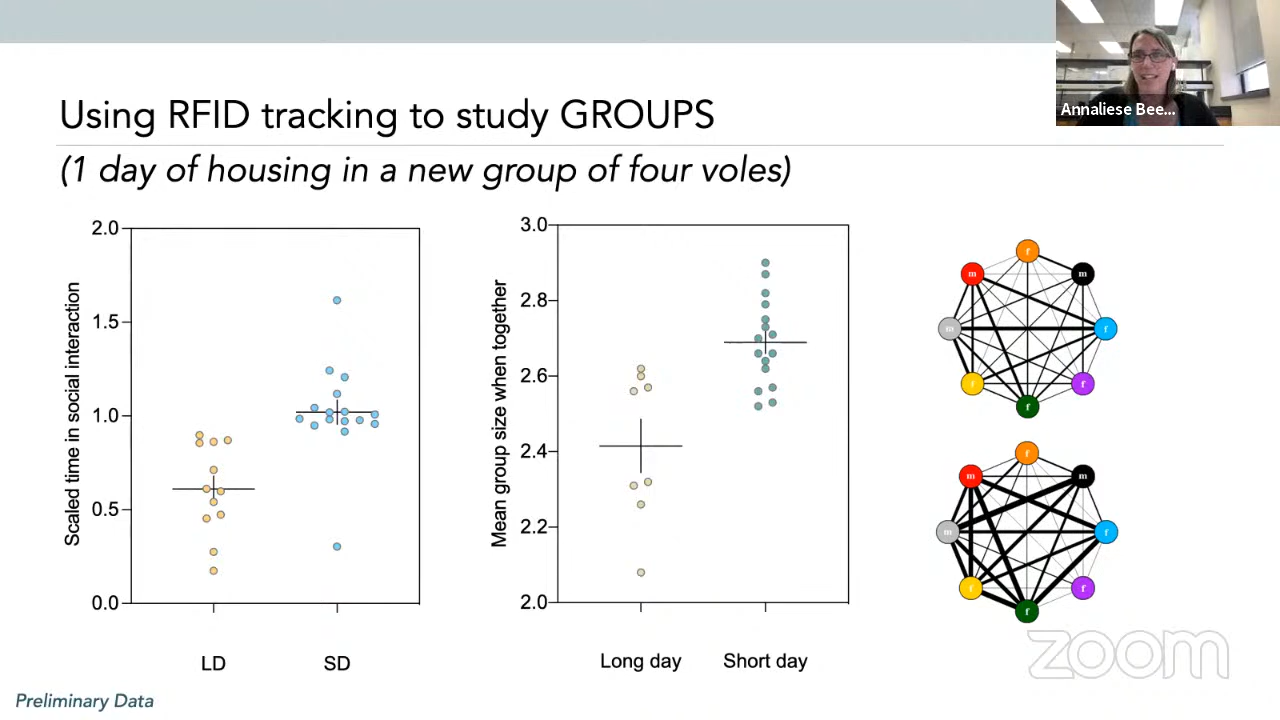 Annaliese Bee...
Using RFID tracking to study GROUPS
(1 day of housing in a new group of four voles)
Scaled time in social interaction
2.0
1.5
1.0
0.5
0.0
LD
SD
Mean group size when together
3.0
2.8
2.6
2.4
2.2
2.0
Long day
Short day
f
m
m
m
f
f
f
f
f
m
m
m
f
f
f
f
zoom
Preliminary Data